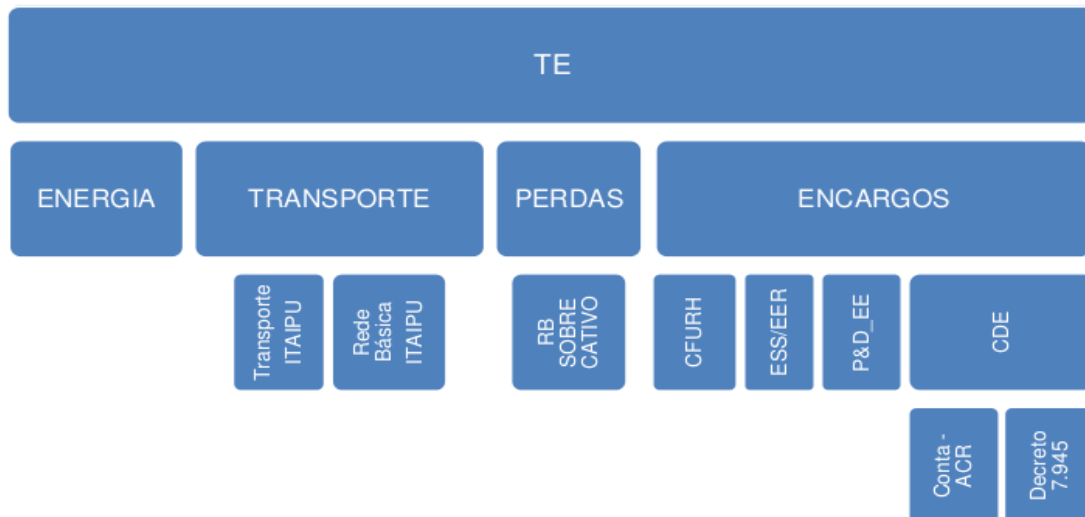 TE
ENERGIA
TRANSPORTE
PERDAS
ENCARGOS
Transporte
ITAIPU
Rede
Básica
ITAIPU
RB
SOBRE
CATIVO
CFURH
ESS/EER
P&D_EE
CDE
Conta -
ACR
Decreto
7.945